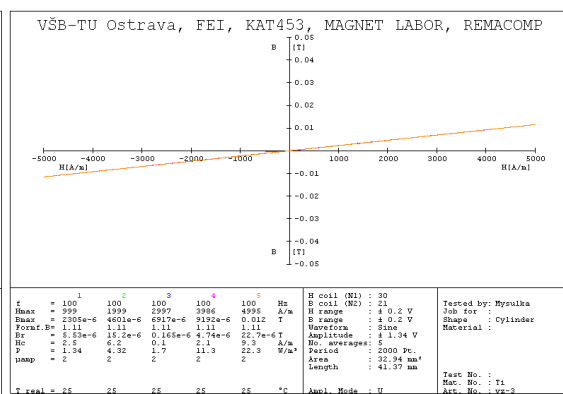 VŠB-TU Ostrava, FEI, KAT453, MAGNET LABOR, REMACOMP
B [T]
0.05
0.04
0.03
0.02
0.01
-5000 -4000 -3000 -2000 -1000 0 1000 2000 3000 4000 5000
H[A/m] H[A/m]
-0.01
-0.02
-0.03
-0.04
B [T]
-0.05
1 2 3 4 5
f = 100 100 100 100 100 Hz
Hmax = 999 1999 2997 3986 4995 A/m
Bmax = 2305e-6 4601e-6 6917e-6 9192e-6 0.012 T
Formf.B= 1.11 1.11 1.11 1.11 1.11
Br = 5.53e-6 15.2e-6 0.165e-6 4.74e-6 22.7e-6 T
Hc = 2.5 6.2 0.1 2.1 9.3 A/m
P = 1.34 4.32 1.7 11.3 22.3 W/m³
µamp = 2 2 2 2 2
T real = 25 25 25 25 25 °C
H coil (N1) : 30
B coil (N2) : 21
H range : ± 0.2 V
B range : ± 0.2 V
Waveform : Sine
Amplitude : ± 1.34 V
No. averages: 5
Period : 2000 Pt.
Area : 32.94 mm²
Length : 41.37 mm
Ampl. Mode : U
Tested by: Mysulka
Job for :
Shape : Cylinder
Material :
Test No. :
Mat. No. : Ti
Art. No. : vz-3